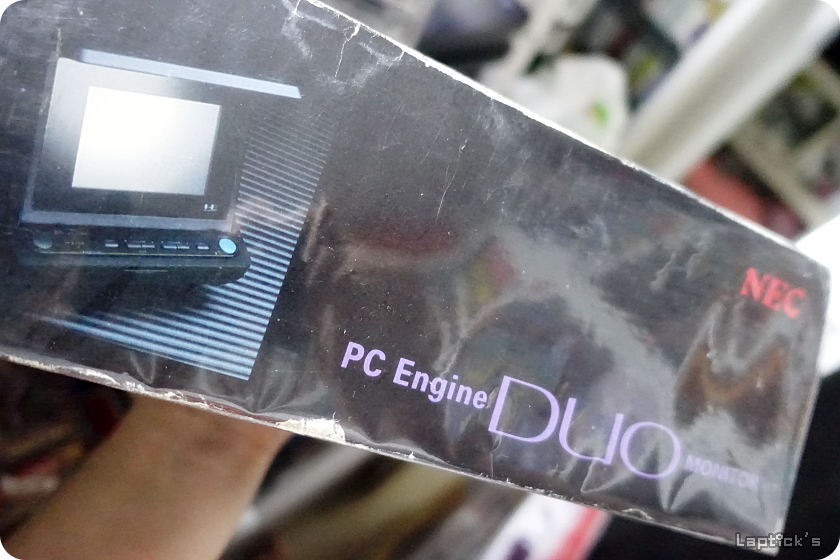 NEC
PC Engine DUO MONITOR
Laptick's